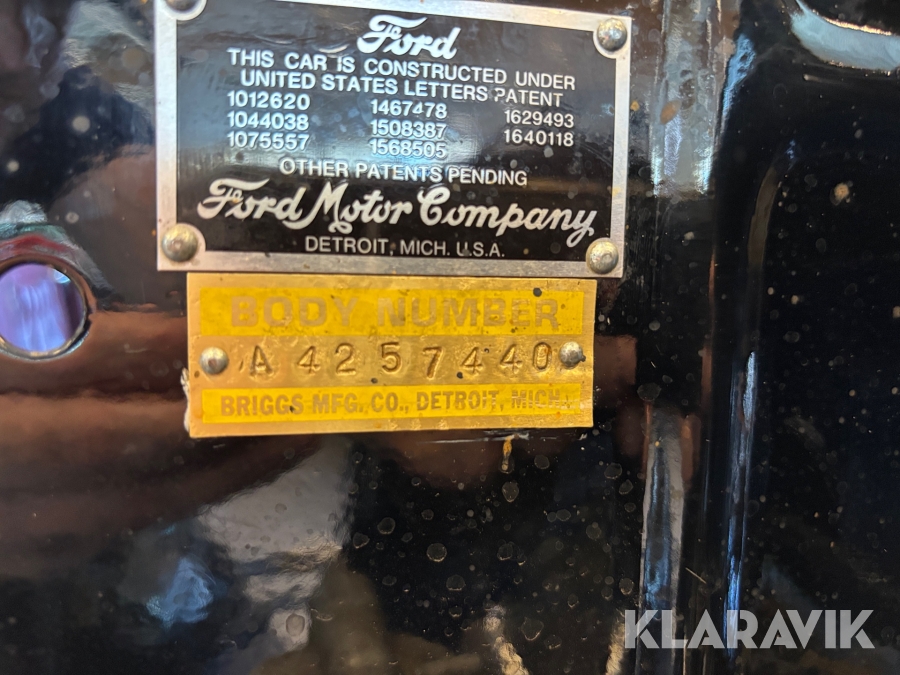 Ford
THIS CAR IS CONSTRUCTED UNDER
UNITED STATES LETTERS PATENT
1012620 1467478 1629493
1044038 1508387 1640118
1075557 1568505
OTHER PATENTS PENDING
Ford Motor Company
DETROIT, MICH. U.S.A.
BODY NUMBER
A 4257440
BRIGGS MFG. CO., DETROIT, MICH.
KLARAVIK